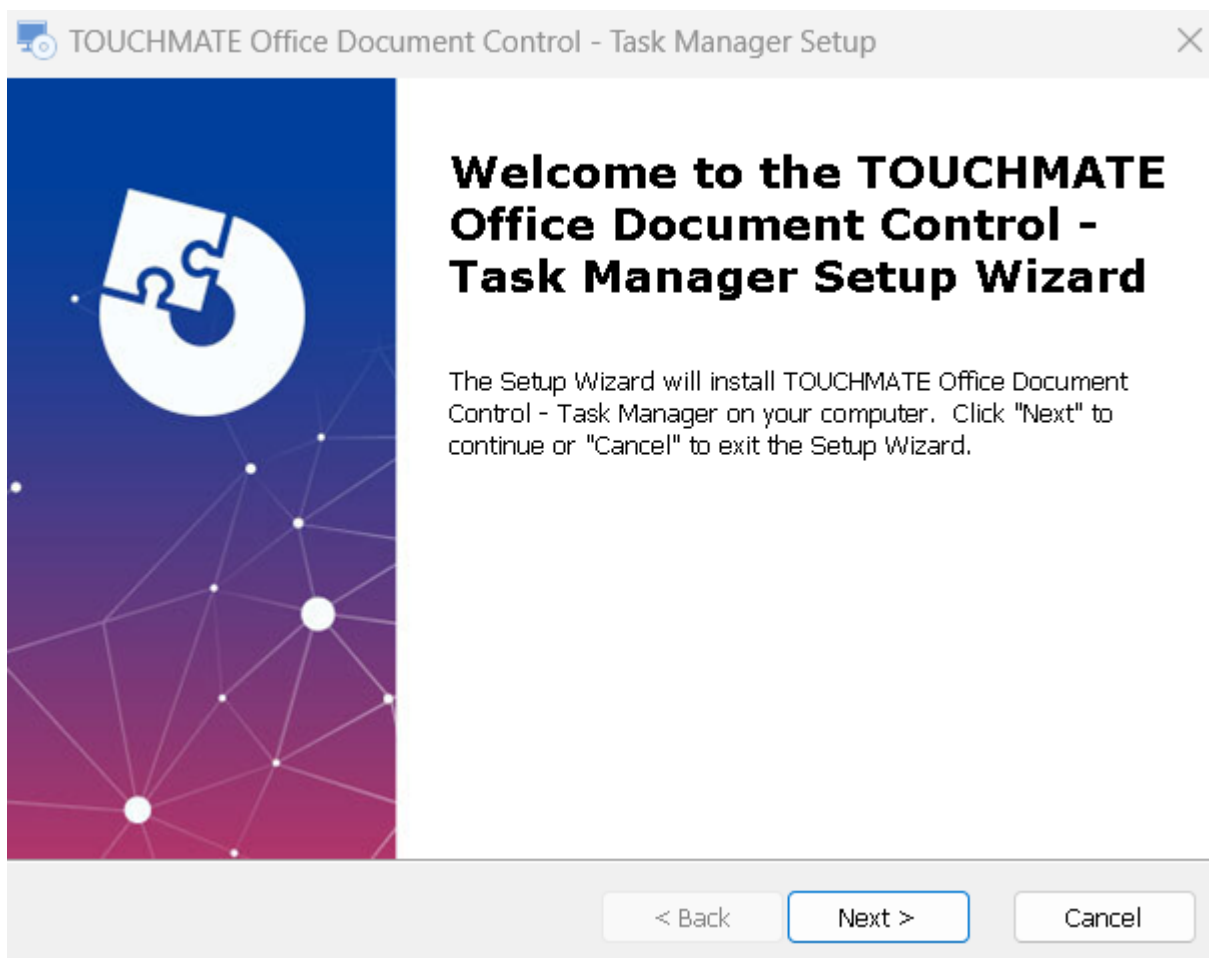 TOUCHMATE Office Document Control - Task Manager Setup
Welcome to the TOUCHMATE
Office Document Control -
Task Manager Setup Wizard
The Setup Wizard will install TOUCHMATE Office Document
Control - Task Manager on your computer.  Click "Next" to
continue or "Cancel" to exit the Setup Wizard.
< Back
Next >
Cancel